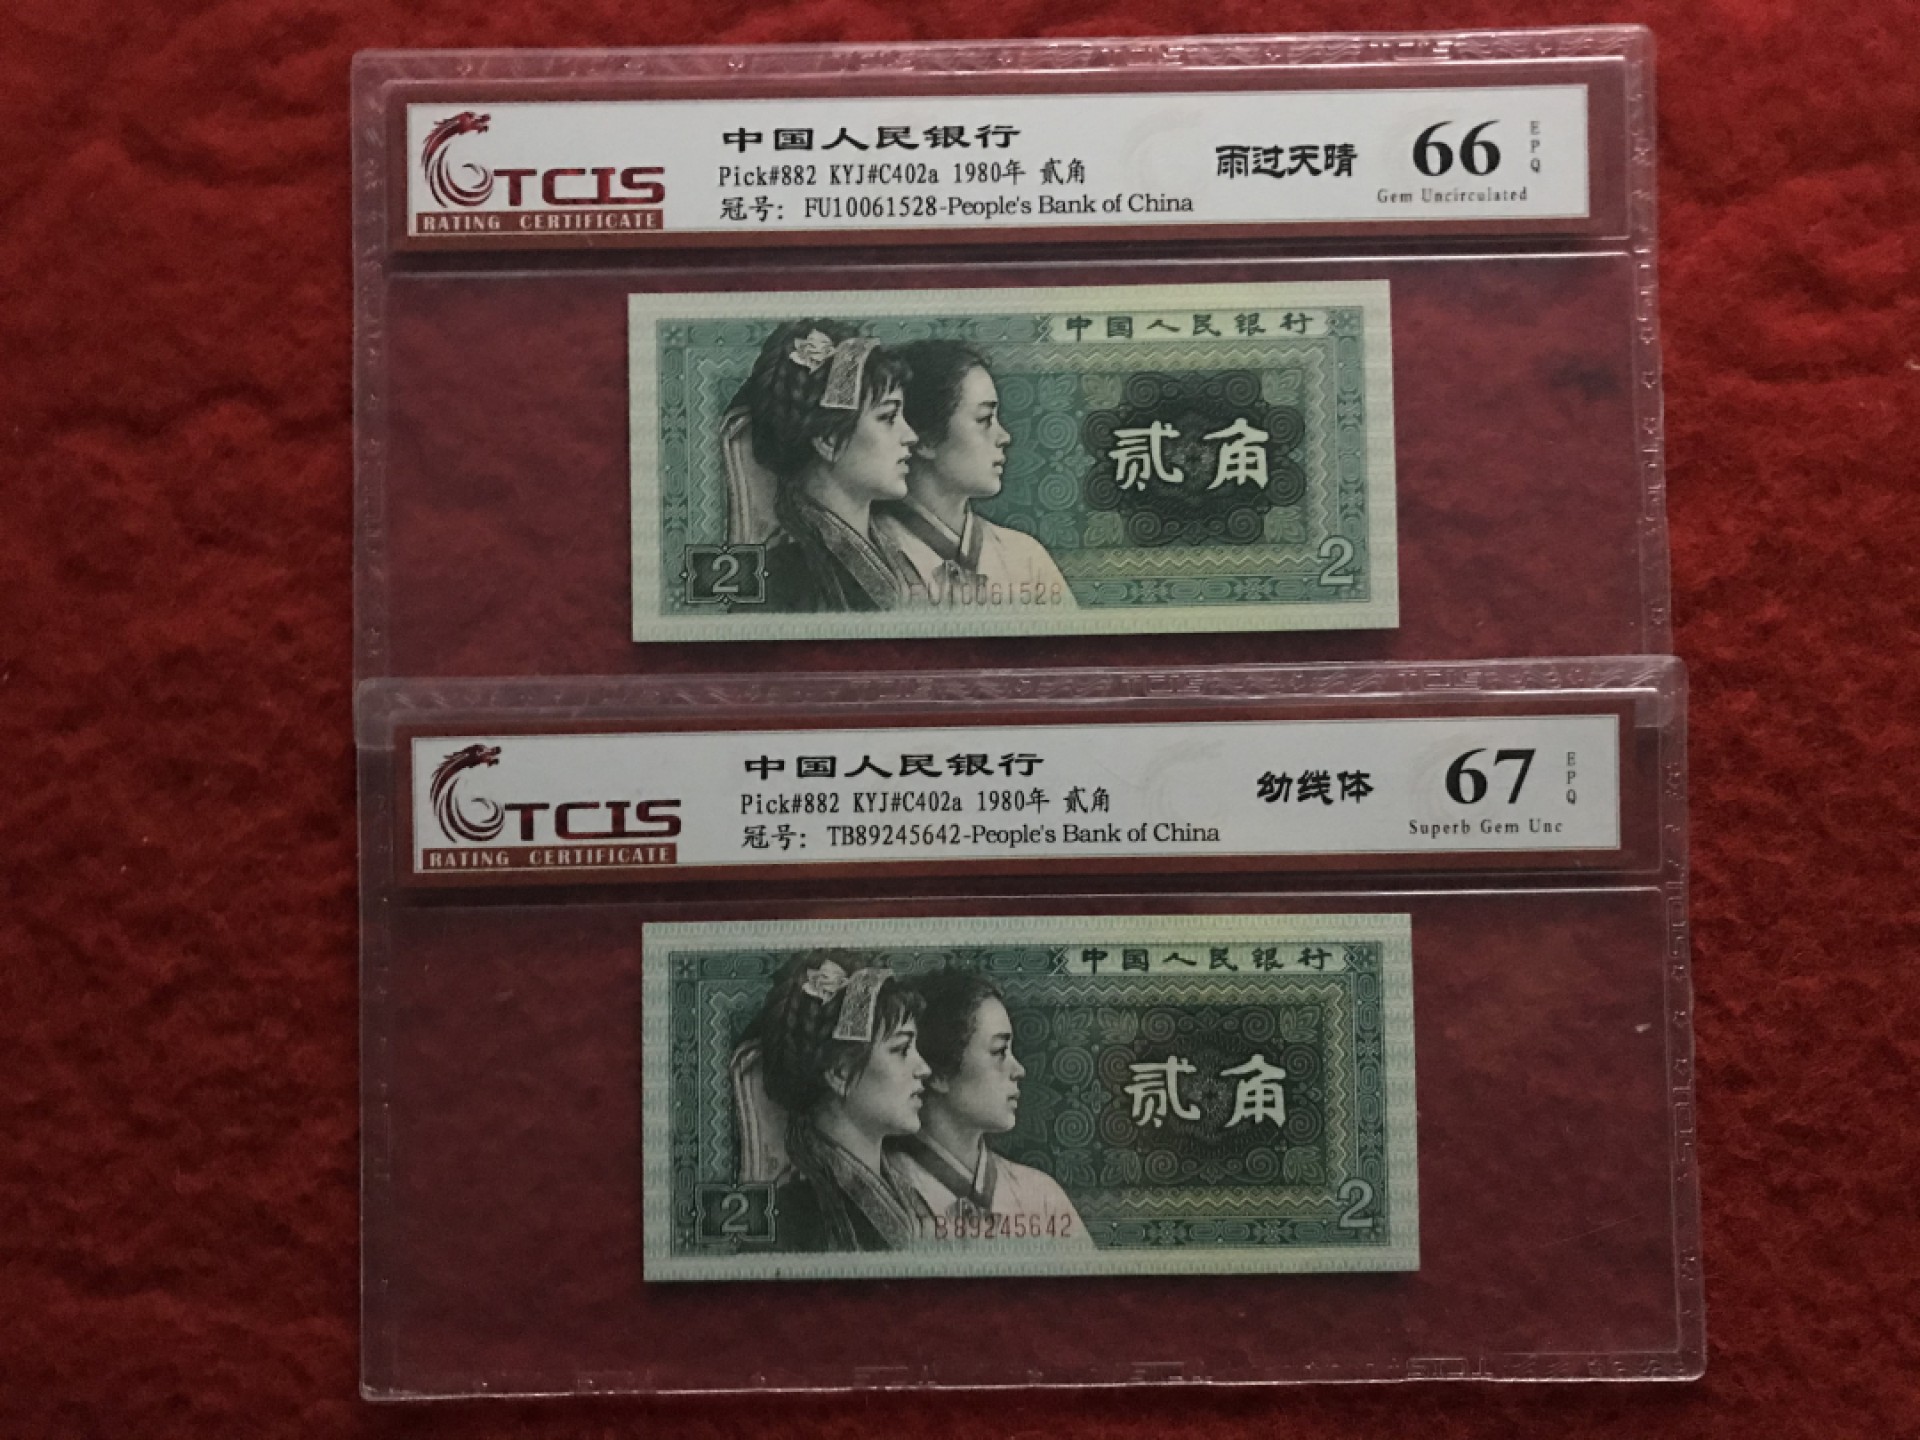 TCIS
RATING CERTIFICATE
中国人民银行
Pick#882 KYJ#C402a 1980年 贰角
冠号: FU10061528-People's Bank of China
雨过天晴
66
EPQ
Gem Uncirculated
中国人民银行
贰角
2
2
FU10061528
TCIS
RATING CERTIFICATE
中国人民银行
Pick#882 KYJ#C402a 1980年 贰角
冠号: TB89245642-People's Bank of China
幼线体
67
EPQ
Superb Gem Unc
中国人民银行
贰角
2
2
TB89245642